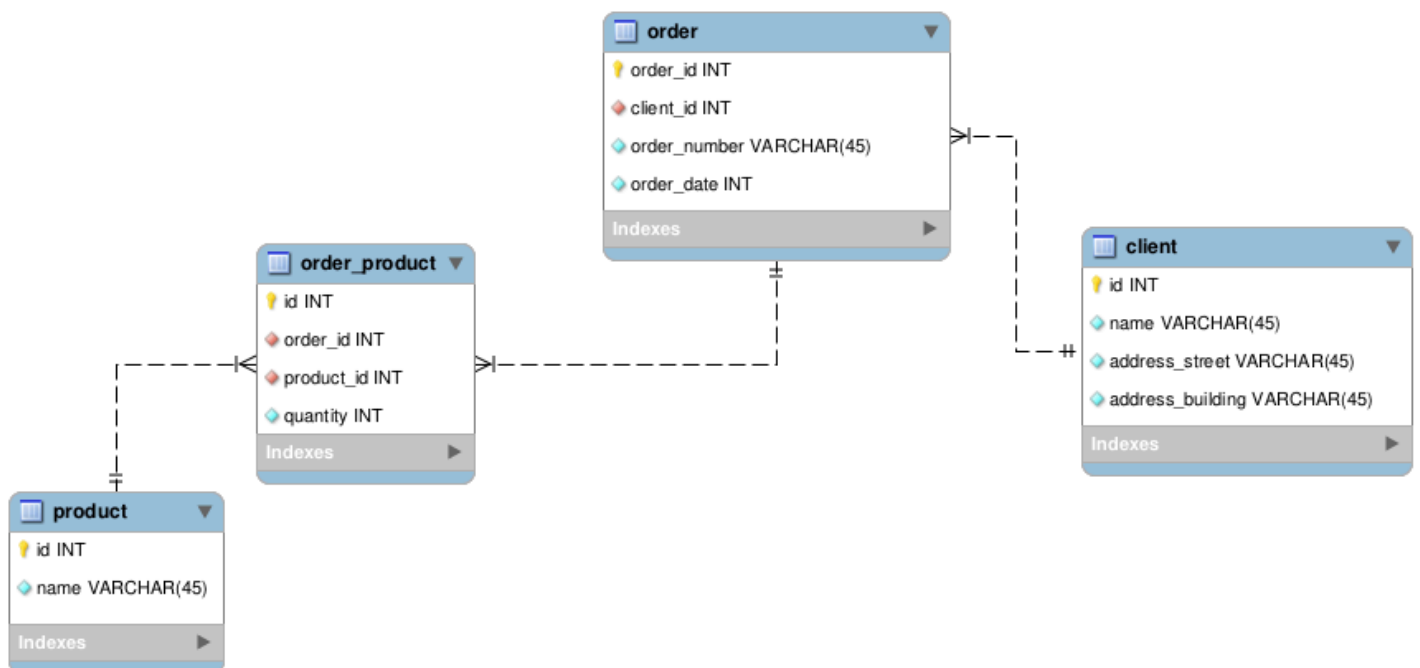 order
order_id INT
client_id INT
order_number VARCHAR(45)
order_date INT
Indexes
client
id INT
name VARCHAR(45)
address_street VARCHAR(45)
address_building VARCHAR(45)
Indexes
order_product
id INT
order_id INT
product_id INT
quantity INT
Indexes
product
id INT
name VARCHAR(45)
Indexes